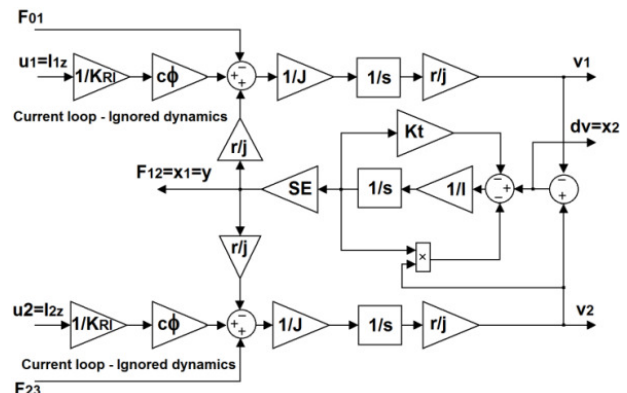 F01
u1=I1z
1/KRI
cϕ
1/J
1/s
r/j
v1
Current loop - Ignored dynamics
r/j
Kt
dv=x2
F12=x1=y
SE
1/s
1/I
r/j
×
u2=I2z
1/KRI
cϕ
1/J
1/s
r/j
v2
Current loop - Ignored dynamics
F23